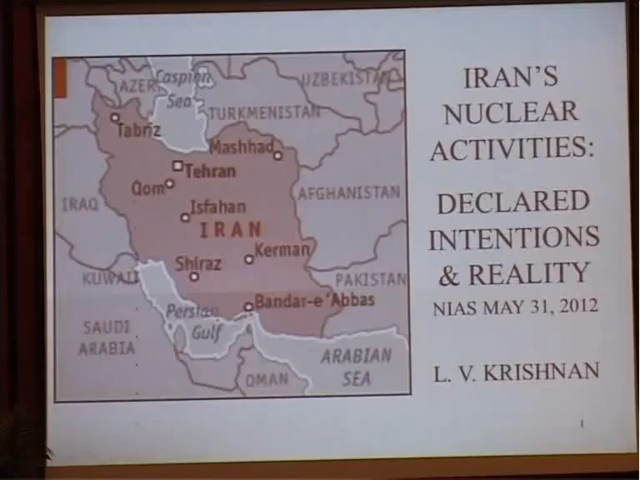 Caspian
Sea
AZER
UZBEKISTAN
TURKMENISTAN
Tabriz
Mashhad
Tehran
Qom
AFGHANISTAN
IRAQ
Isfahan
IRAN
Kerman
Shiraz
KUWAIT
PAKISTAN
Bandar-e 'Abbas
Persian
Gulf
SAUDI
ARABIA
ARABIAN
SEA
OMAN
IRAN'S
NUCLEAR
ACTIVITIES:
DECLARED
INTENTIONS
& REALITY
NIAS MAY 31, 2012
L. V. KRISHNAN
1